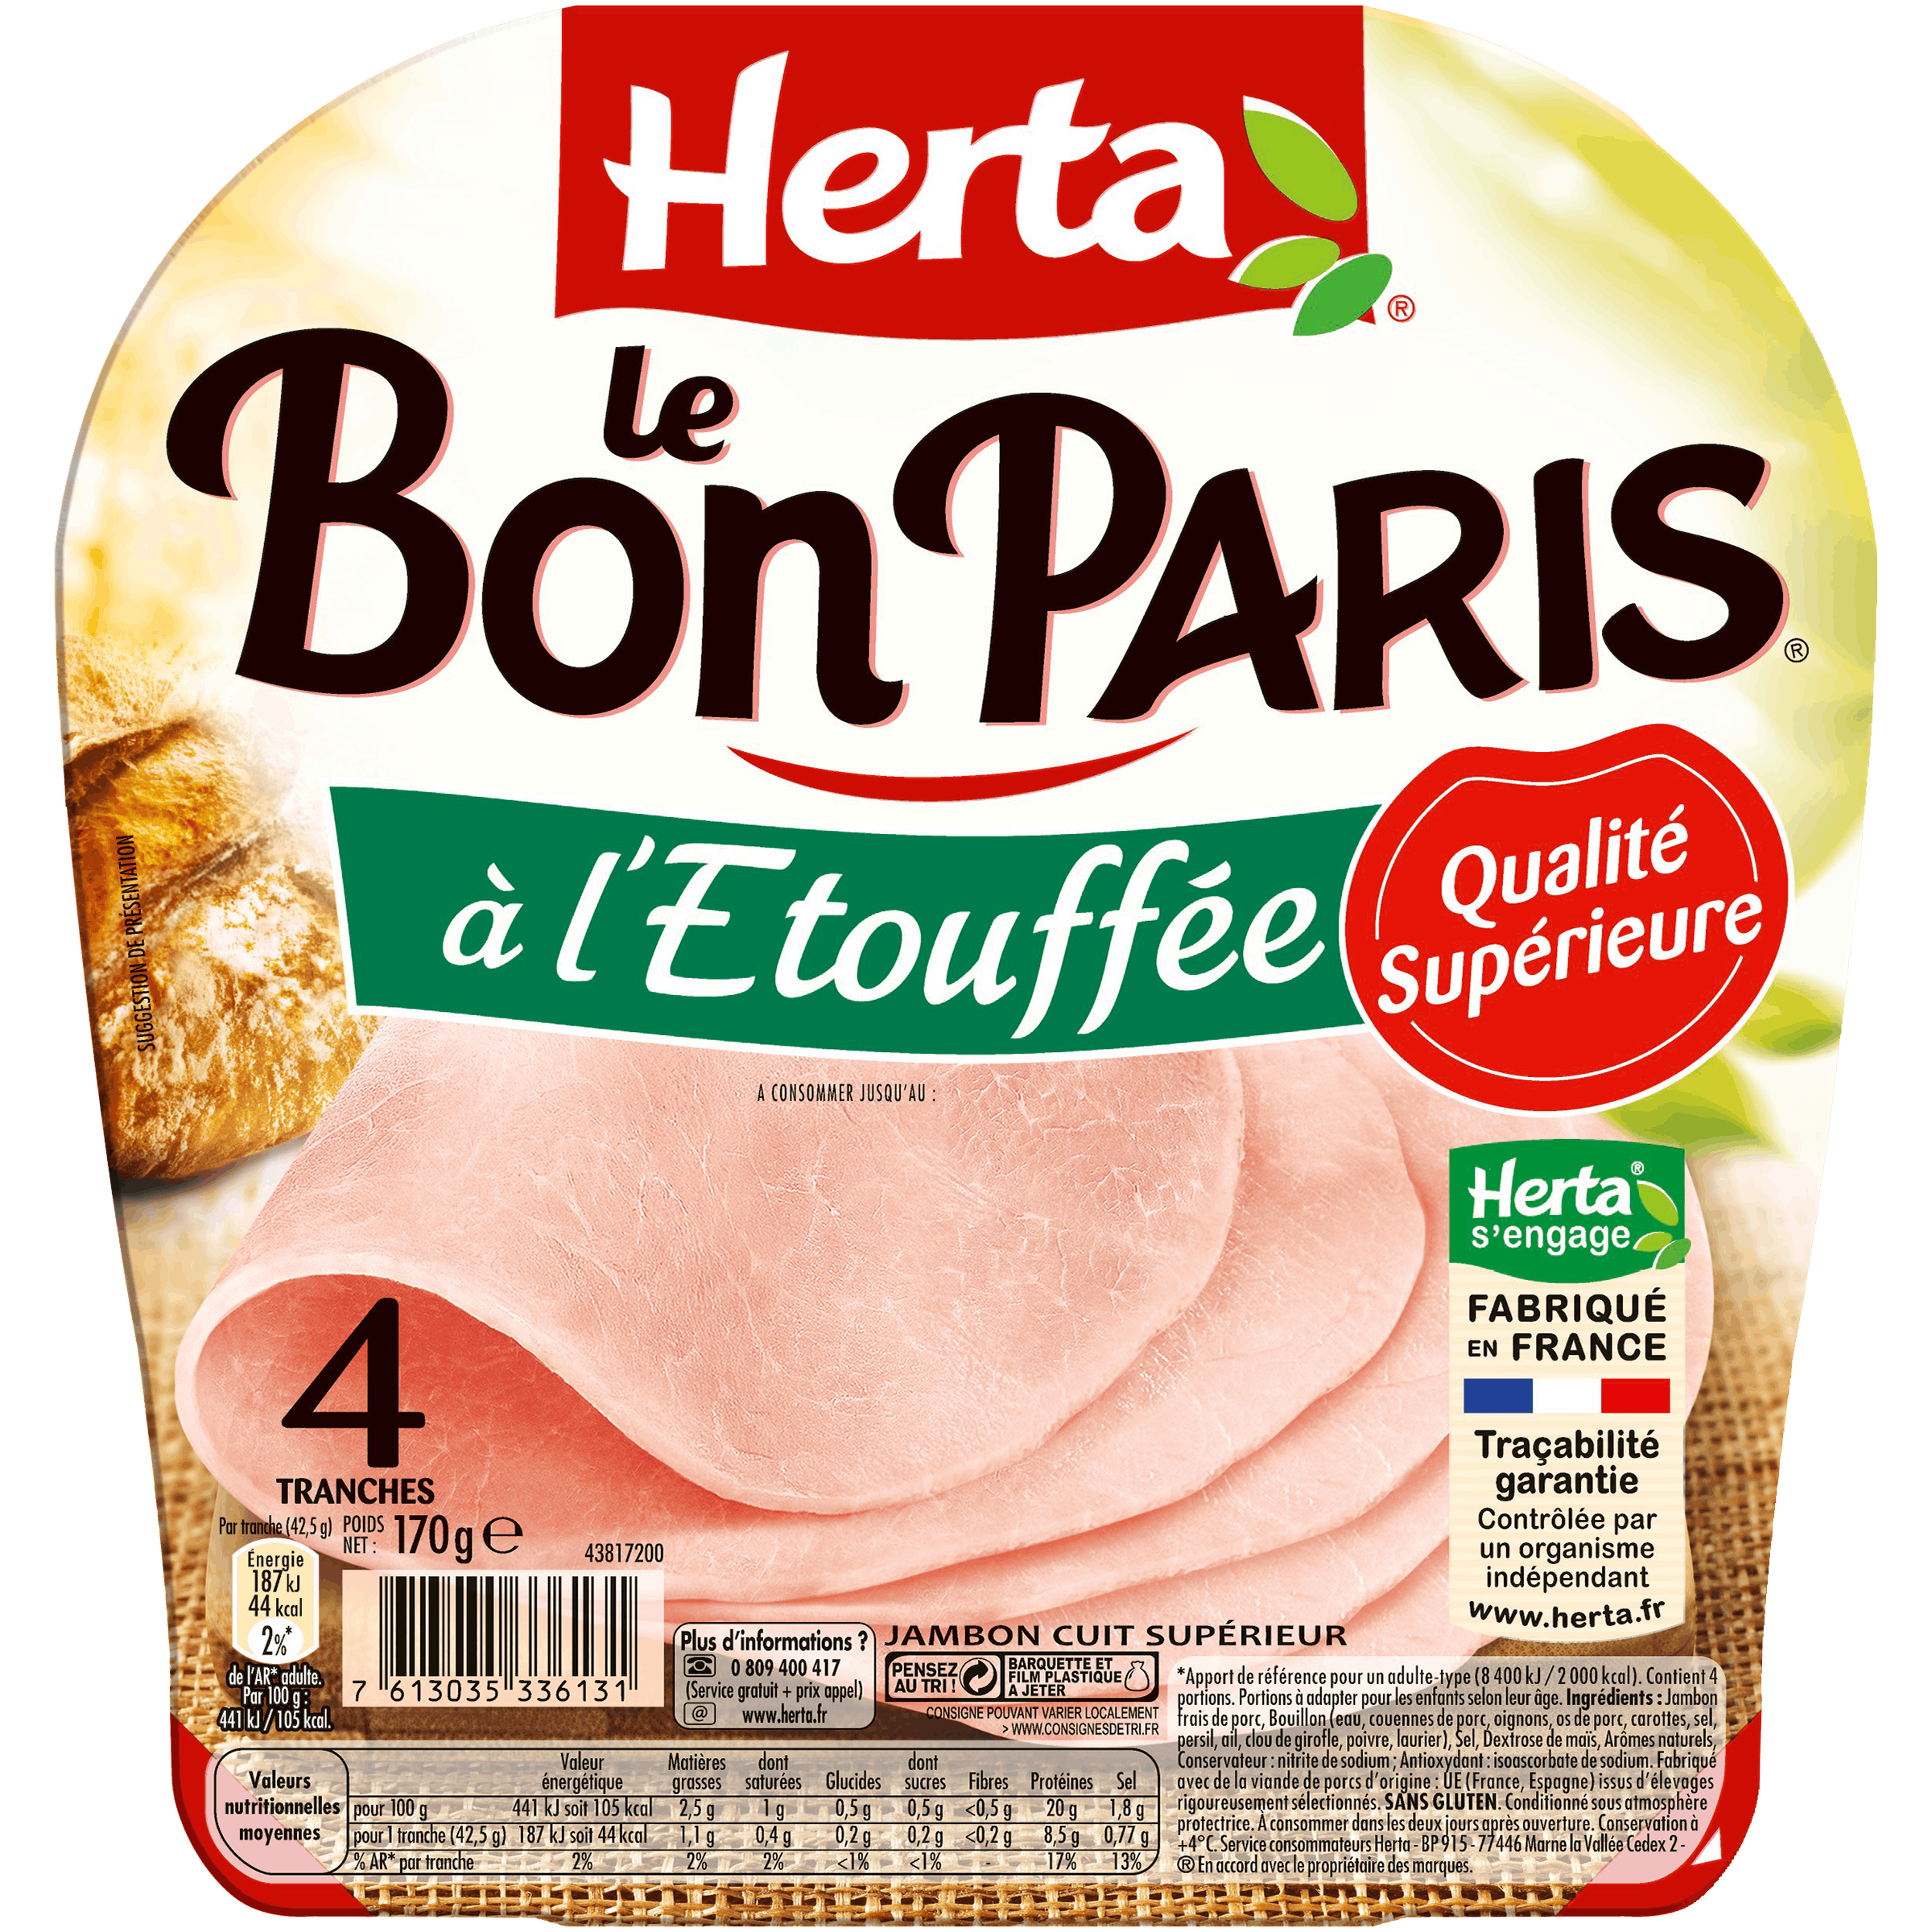 Herta
®
le
Bon PARIS
®
à l'Etouffée
Qualité
Supérieure
SUGGESTION DE PRÉSENTATION
A CONSOMMER JUSQU'AU :
Herta®
s'engage
FABRIQUÉ
EN FRANCE
Traçabilité
garantie
Contrôlée par
un organisme
indépendant
www.herta.fr
4
TRANCHES
Par tranche (42,5 g)
POIDS
NET : 170 g e
Énergie
187 kJ
44 kcal
2%*
de l'AR* adulte.
Par 100 g :
441 kJ / 105 kcal.
43817200
7 613035 336131
Plus d'informations ?
0 809 400 417
(Service gratuit + prix appel)
@ www.herta.fr
JAMBON CUIT SUPÉRIEUR
PENSEZ
AU TRI !
BARQUETTE ET
FILM PLASTIQUE
A JETER
CONSIGNE POUVANT VARIER LOCALEMENT
> WWW.CONSIGNESDETRI.FR
*Apport de référence pour un adulte-type (8 400 kJ / 2 000 kcal). Contient 4
portions. Portions à adapter pour les enfants selon leur âge. Ingrédients : Jambon
frais de porc, Bouillon (eau, couennes de porc, oignons, os de porc, carottes, sel,
persil, ail, clou de girofle, poivre, laurier), Sel, Dextrose de maïs, Arômes naturels,
Conservateur : nitrite de sodium ; Antioxydant : isoascorbate de sodium. Fabriqué
avec de la viande de porcs d'origine : UE (France, Espagne) issus d'élevages
rigoureusement sélectionnés. SANS GLUTEN. Conditionné sous atmosphère
protectrice. À consommer dans les deux jours après ouverture. Conservation à
+4°C. Service consommateurs Herta - BP 915 - 77446 Marne la Vallée Cédex 2 -
® En accord avec le propriétaire des marques.
Valeurs
nutritionnelles
moyennes
Valeur énergétique Matières grasses dont saturées Glucides dont sucres Fibres Protéines Sel
pour 100 g 441 kJ soit 105 kcal 2,5 g 1 g 0,5 g 0,5 g <0,5 g 20 g 1,8 g
pour 1 tranche (42,5 g) 187 kJ soit 44 kcal 1,1 g 0,4 g 0,2 g 0,2 g <0,2 g 8,5 g 0,77 g
% AR* par tranche 2% 2% 2% <1% <1% - 17% 13%